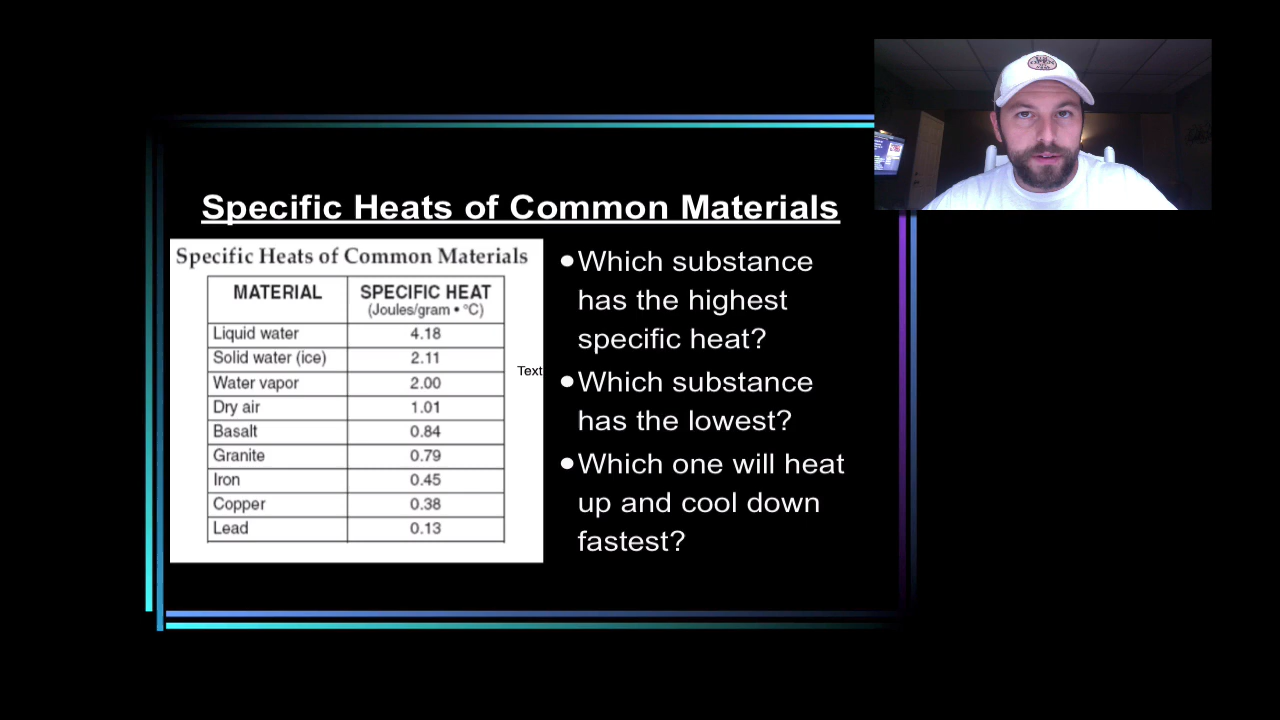 Specific Heats of Common Materials
Specific Heats of Common Materials
MATERIAL SPECIFIC HEAT
(Joules/gram • °C)
Liquid water 4.18
Solid water (ice) 2.11
Water vapor 2.00
Dry air 1.01
Basalt 0.84
Granite 0.79
Iron 0.45
Copper 0.38
Lead 0.13
Text
•Which substance
has the highest
specific heat?
•Which substance
has the lowest?
•Which one will heat
up and cool down
fastest?